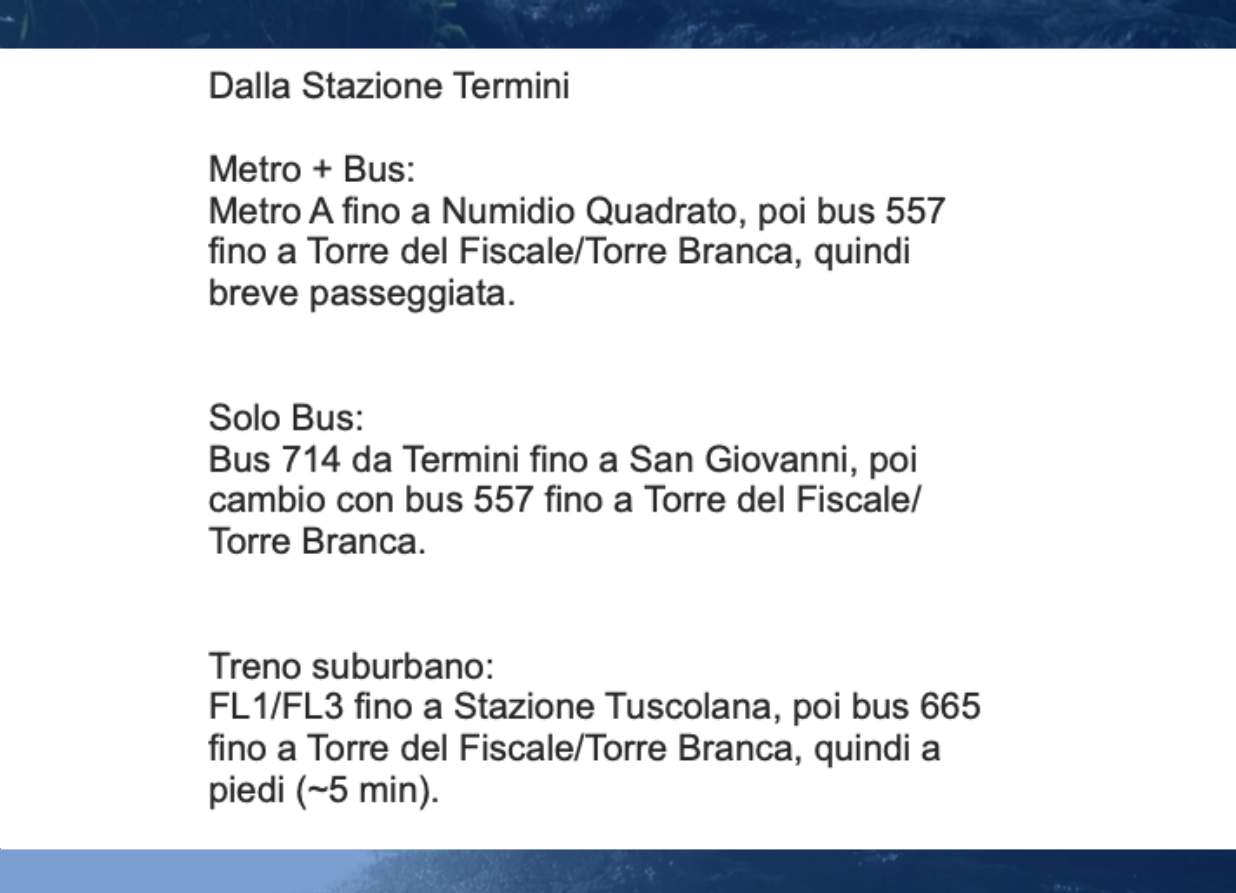 Dalla Stazione Termini
Metro + Bus:
Metro A fino a Numidio Quadrato, poi bus 557
fino a Torre del Fiscale/Torre Branca, quindi
breve passeggiata.
Solo Bus:
Bus 714 da Termini fino a San Giovanni, poi
cambio con bus 557 fino a Torre del Fiscale/
Torre Branca.
Treno suburbano:
FL1/FL3 fino a Stazione Tuscolana, poi bus 665
fino a Torre del Fiscale/Torre Branca, quindi a
piedi (~5 min).